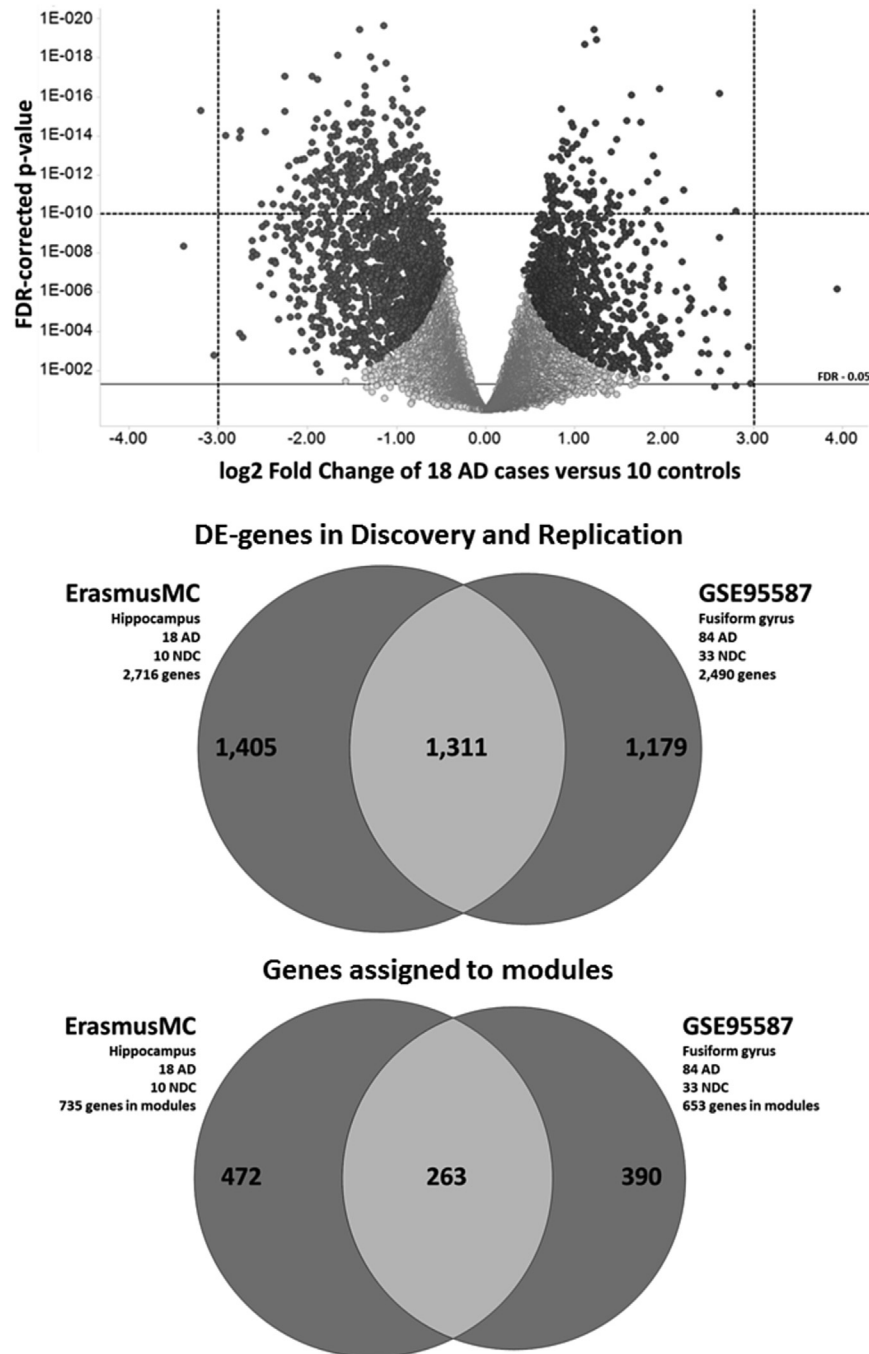 1E-020
1E-018
1E-016
1E-014
1E-012
1E-010
1E-008
1E-006
1E-004
1E-002
FDR-corrected p-value
FDR - 0.05
-4.00 -3.00 -2.00 -1.00 0.00 1.00 2.00 3.00 4.00
log2 Fold Change of 18 AD cases versus 10 controls
DE-genes in Discovery and Replication
ErasmusMC
Hippocampus
18 AD
10 NDC
2,716 genes
GSE95587
Fusiform gyrus
84 AD
33 NDC
2,490 genes
1,405 1,311 1,179
Genes assigned to modules
ErasmusMC
Hippocampus
18 AD
10 NDC
735 genes in modules
GSE95587
Fusiform gyrus
84 AD
33 NDC
653 genes in modules
472 263 390